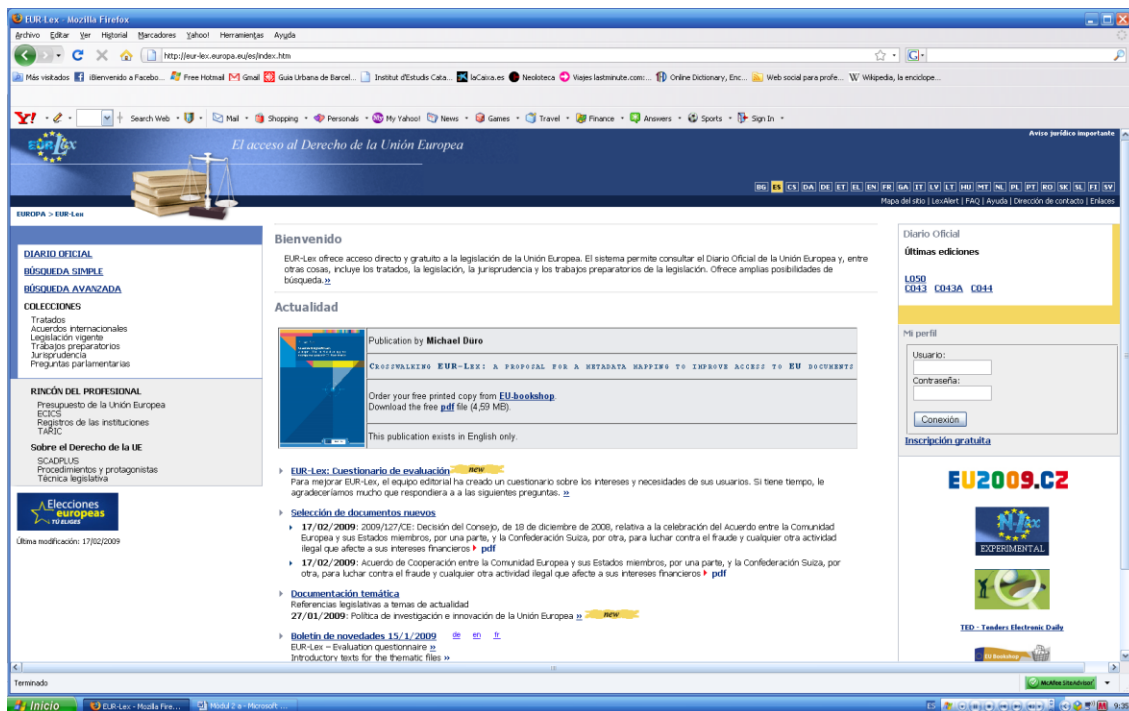 EUR-Lex - Mozilla Firefox
Archivo Editar Ver Historial Marcadores Yahoo! Herramientas Ayuda
http://eur-lex.europa.eu/es/index.htm
Más visitados iBienvenido a Facebo... Free Hotmail Gmail Guia Urbana de Barcel... Institut d'Estudis Cata... laCaixa.es Neoloteca Viajes lastminute.com:... Online Dictionary, Enc... Web social para profe... Wikipedia, la enciclope...
Y! Search Web Mail Shopping Personals My Yahoo! News Games Travel Finance Answers Sports Sign In
Aviso jurídico importante
EUR Lex
El acceso al Derecho de la Unión Europea
BG ES CS DA DE ET EL EN FR GA IT LV LT HU MT NL PL PT RO SK SL FI SV
Mapa del sitio | LexAlert | FAQ | Ayuda | Dirección de contacto | Enlaces
EUROPA > EUR-Lex
DIARIO OFICIAL
BÚSQUEDA SIMPLE
BÚSQUEDA AVANZADA
COLECCIONES
Tratados
Acuerdos internacionales
Legislación vigente
Trabajos preparatorios
Jurisprudencia
Preguntas parlamentarias
RINCÓN DEL PROFESIONAL
Presupuesto de la Unión Europea
ECICS
Registros de las instituciones
TARIC
Sobre el Derecho de la UE
SCADPLUS
Procedimientos y protagonistas
Técnica legislativa
Elecciones
europeas
TÚ ELIGES
Última modificación: 17/02/2009
Bienvenido
EUR-Lex ofrece acceso directo y gratuito a la legislación de la Unión Europea. El sistema permite consultar el Diario Oficial de la Unión Europea y, entre
otras cosas, incluye los tratados, la legislación, la jurisprudencia y los trabajos preparatorios de la legislación. Ofrece amplias posibilidades de
búsqueda.»
Actualidad
Publication by Michael Düro
CROSSWALKING EUR-LEX: A PROPOSAL FOR A METADATA MAPPING TO IMPROVE ACCESS TO EU DOCUMENTS
Order your free printed copy from EU-bookshop.
Download the free pdf file (4,59 MB).
This publication exists in English only.
EUR-Lex: Cuestionario de evaluación new
Para mejorar EUR-Lex, el equipo editorial ha creado un cuestionario sobre los intereses y necesidades de sus usuarios. Si tiene tiempo, le
agradeceríamos mucho que respondiera a a las siguientes preguntas. »
Selección de documentos nuevos
17/02/2009: 2009/127/CE: Decisión del Consejo, de 18 de diciembre de 2008, relativa a la celebración del Acuerdo entre la Comunidad
Europea y sus Estados miembros, por una parte, y la Confederación Suiza, por otra, para luchar contra el fraude y cualquier otra actividad
ilegal que afecte a sus intereses financieros pdf
17/02/2009: Acuerdo de Cooperación entre la Comunidad Europea y sus Estados miembros, por una parte, y la Confederación Suiza, por
otra, para luchar contra el fraude y cualquier otra actividad ilegal que afecte a sus intereses financieros pdf
Documentación temática
Referencias legislativas a temas de actualidad
27/01/2009: Política de investigación e innovación de la Unión Europea » new
Boletín de novedades 15/1/2009 de en fr
EUR-Lex – Evaluation questionnaire »
Introductory texts for the thematic files »
Diario Oficial
Últimas ediciones
L050
C043 C043A C044
Mi perfil
Usuario:
Contraseña:
Conexión
Inscripción gratuita
EU2009.CZ
N-Lex
EXPERIMENTAL
TED - Tenders Electronic Daily
EU Bookshop
Terminado
McAfee SiteAdvisor
Inicio
EUR-Lex - Mozilla Fire...
Mòdul 2 a - Microsoft ...
9:35